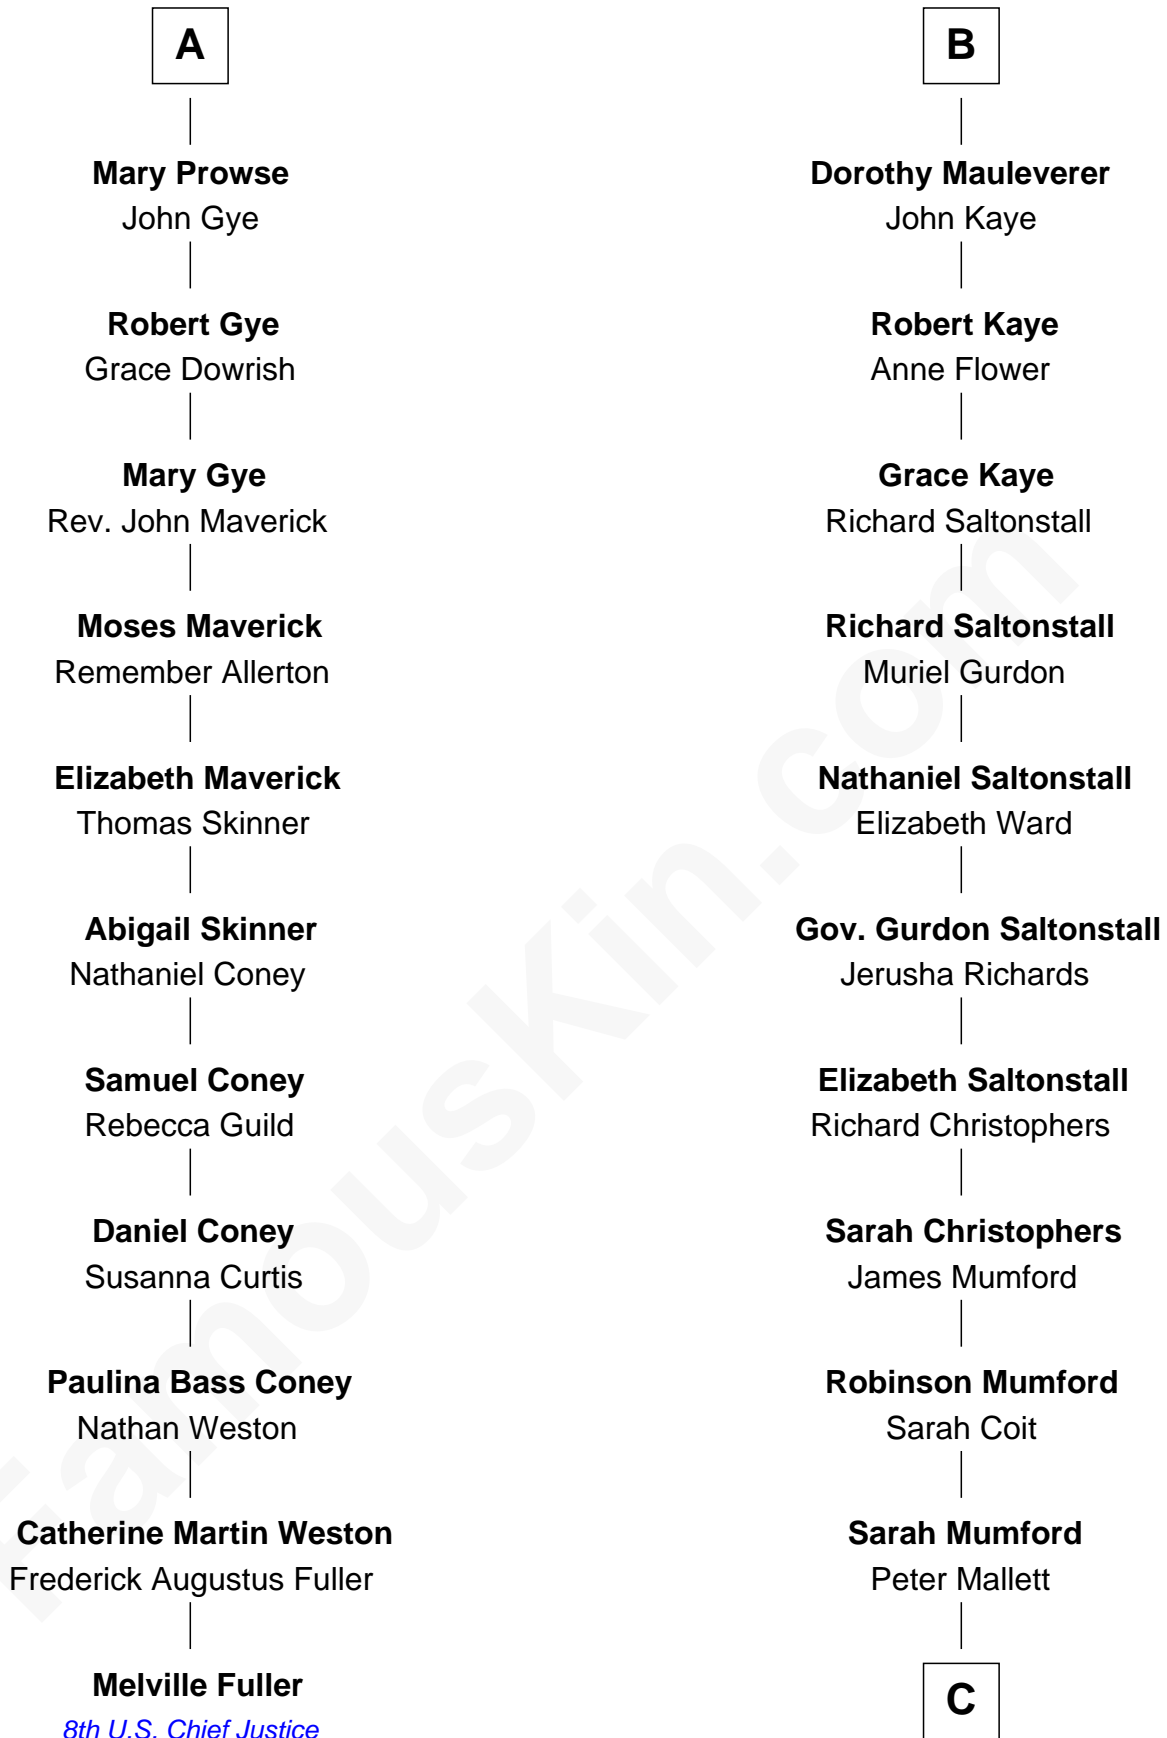 A
Mary Prowse
John Gye
Robert Gye
Grace Dowrish
Mary Gye
Rev. John Maverick
Moses Maverick
Remember Allerton
Elizabeth Maverick
Thomas Skinner
Abigail Skinner
Nathaniel Coney
Samuel Coney
Rebecca Guild
Daniel Coney
Susanna Curtis
Paulina Bass Coney
Nathan Weston
Catherine Martin Weston
Frederick Augustus Fuller
Melville Fuller
8th U.S. Chief Justice
B
Dorothy Mauleverer
John Kaye
Robert Kaye
Anne Flower
Grace Kaye
Richard Saltonstall
Richard Saltonstall
Muriel Gurdon
Nathaniel Saltonstall
Elizabeth Ward
Gov. Gurdon Saltonstall
Jerusha Richards
Elizabeth Saltonstall
Richard Christophers
Sarah Christophers
James Mumford
Robinson Mumford
Sarah Coit
Sarah Mumford
Peter Mallett
C
FamousKin.com